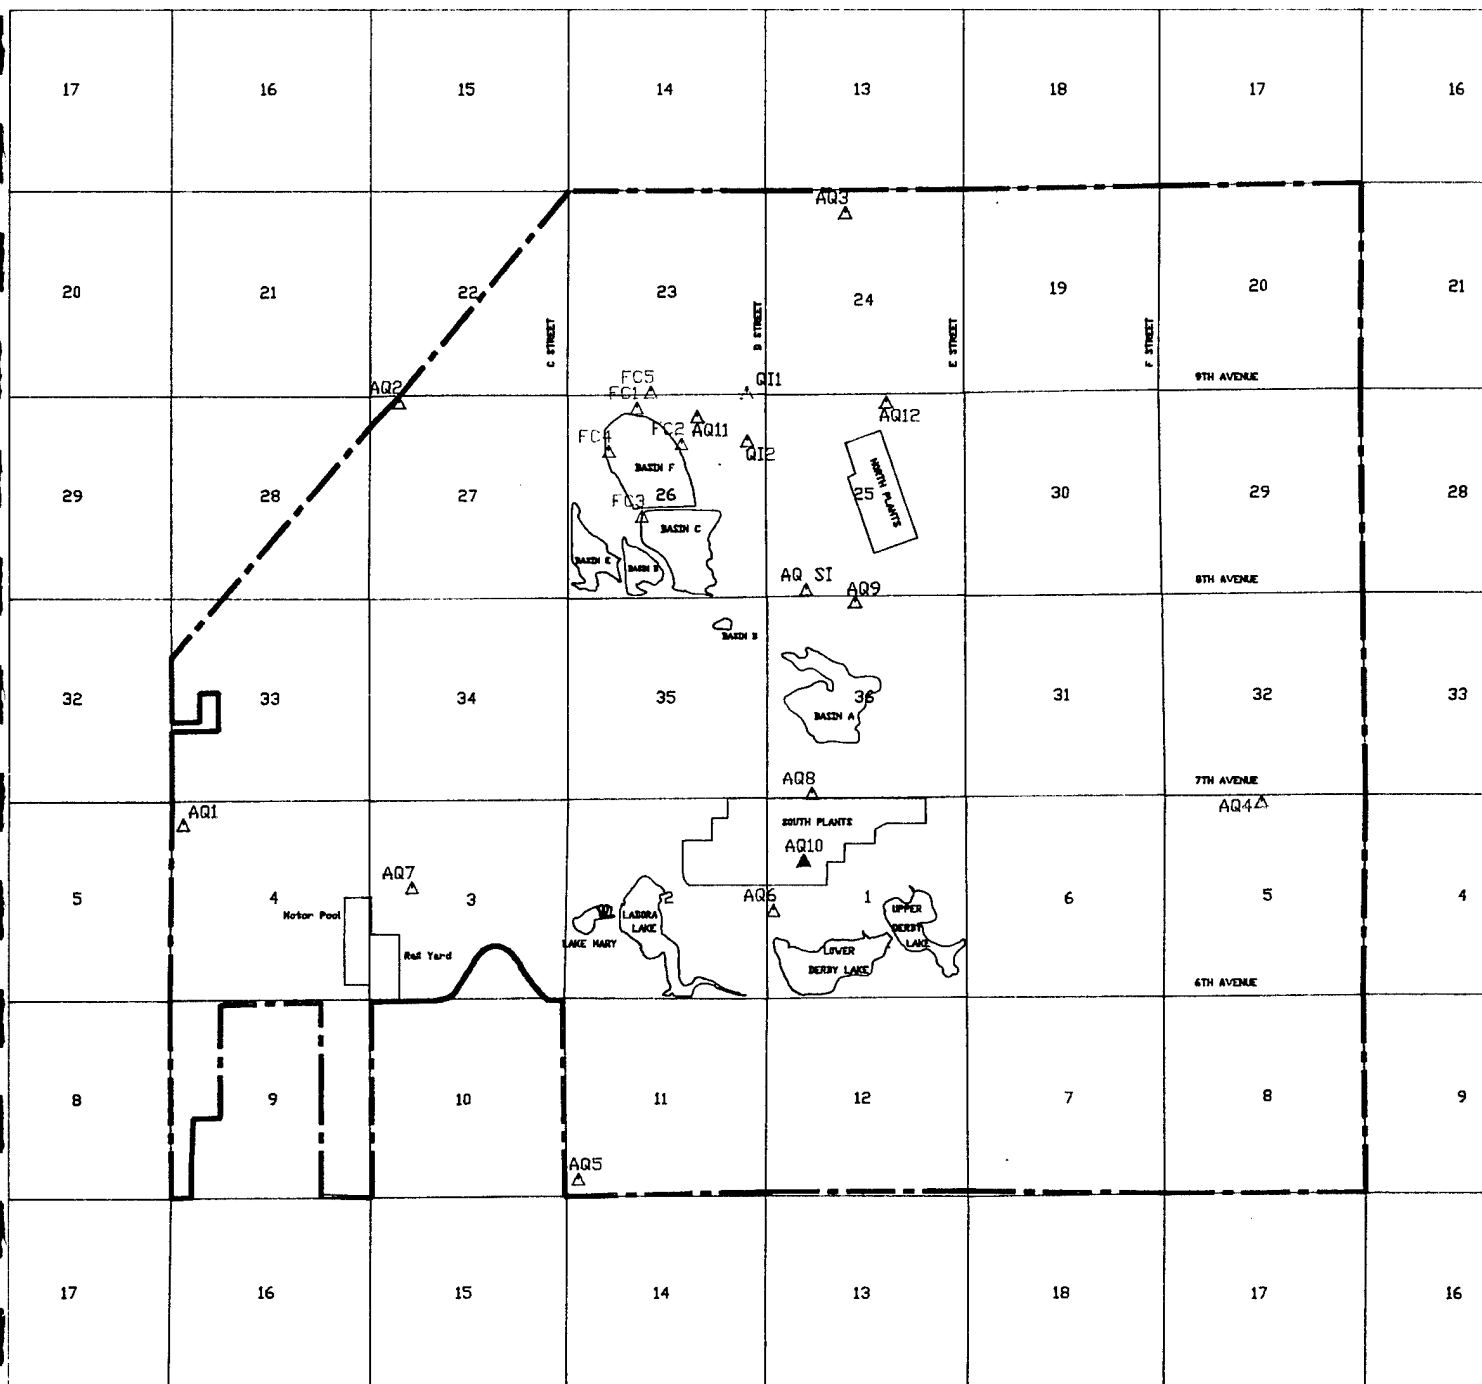 17 16 15 14 13 18 17 16
AQ3
20 21 22 23 24 19 20 21
C STREET
D STREET
E STREET
F STREET
9TH AVENUE
AQ2
FC5
QI1
FC1
AQ12
FC4
FC2
AQ11
QI2
BASIN F
NORTH PLANTS
29 28 27 26 25 30 29 28
FC3
BASIN C
BASIN E
BASIN D
AQ SI
8TH AVENUE
AQ9
BASIN B
32 33 34 35 36 31 32 33
BASIN A
AQ8
7TH AVENUE
AQ4
AQ1
SOUTH PLANTS
AQ10
AQ7
AQ6
5 4 3 2 1 6 5 4
Motor Pool
LADORA
LAKE
UPPER
DERBY
LAKE
LAKE MARY
Rail Yard
LOWER
DERBY LAKE
6TH AVENUE
8 9 10 11 12 7 8 9
AQ5
17 16 15 14 13 18 17 16